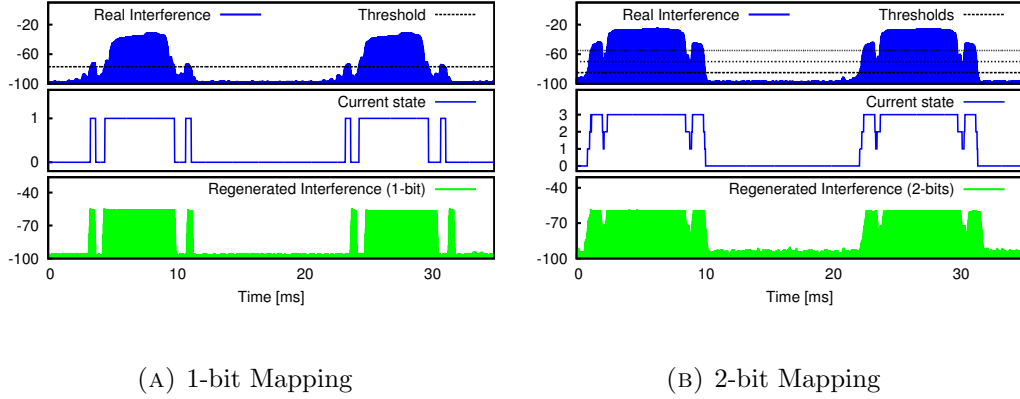 Real Interference
Threshold
-20
-60
-100
Current state
1
0
Regenerated Interference (1-bit)
-40
-70
-100
0
10
20
30
Time [ms]
(A) 1-bit Mapping
Real Interference
Thresholds
-20
-60
-100
Current state
3
2
1
0
Regenerated Interference (2-bits)
-40
-70
-100
0
10
20
30
Time [ms]
(B) 2-bit Mapping